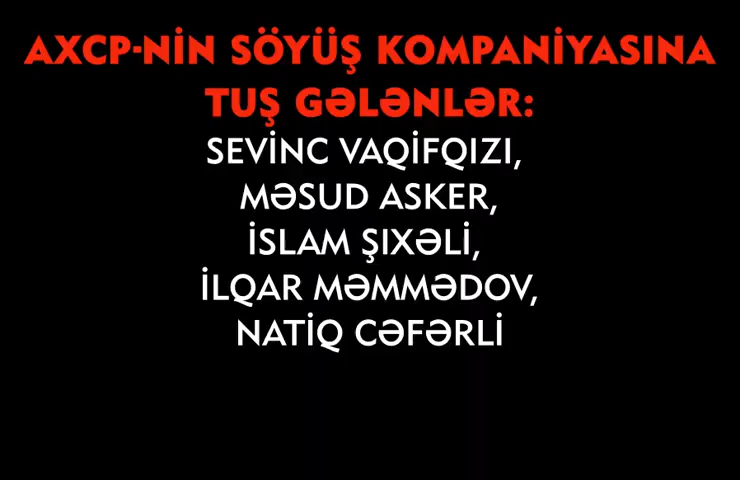 AXCP-NİN SÖYÜŞ KOMPANİYASINA
TUŞ GƏLƏNLƏR:
SEVİNC VAQİFQIZI,
MƏSUD ASKER,
İSLAM ŞIXƏLİ,
İLQAR MƏMMƏDOV,
NATİQ CƏFƏRLİ